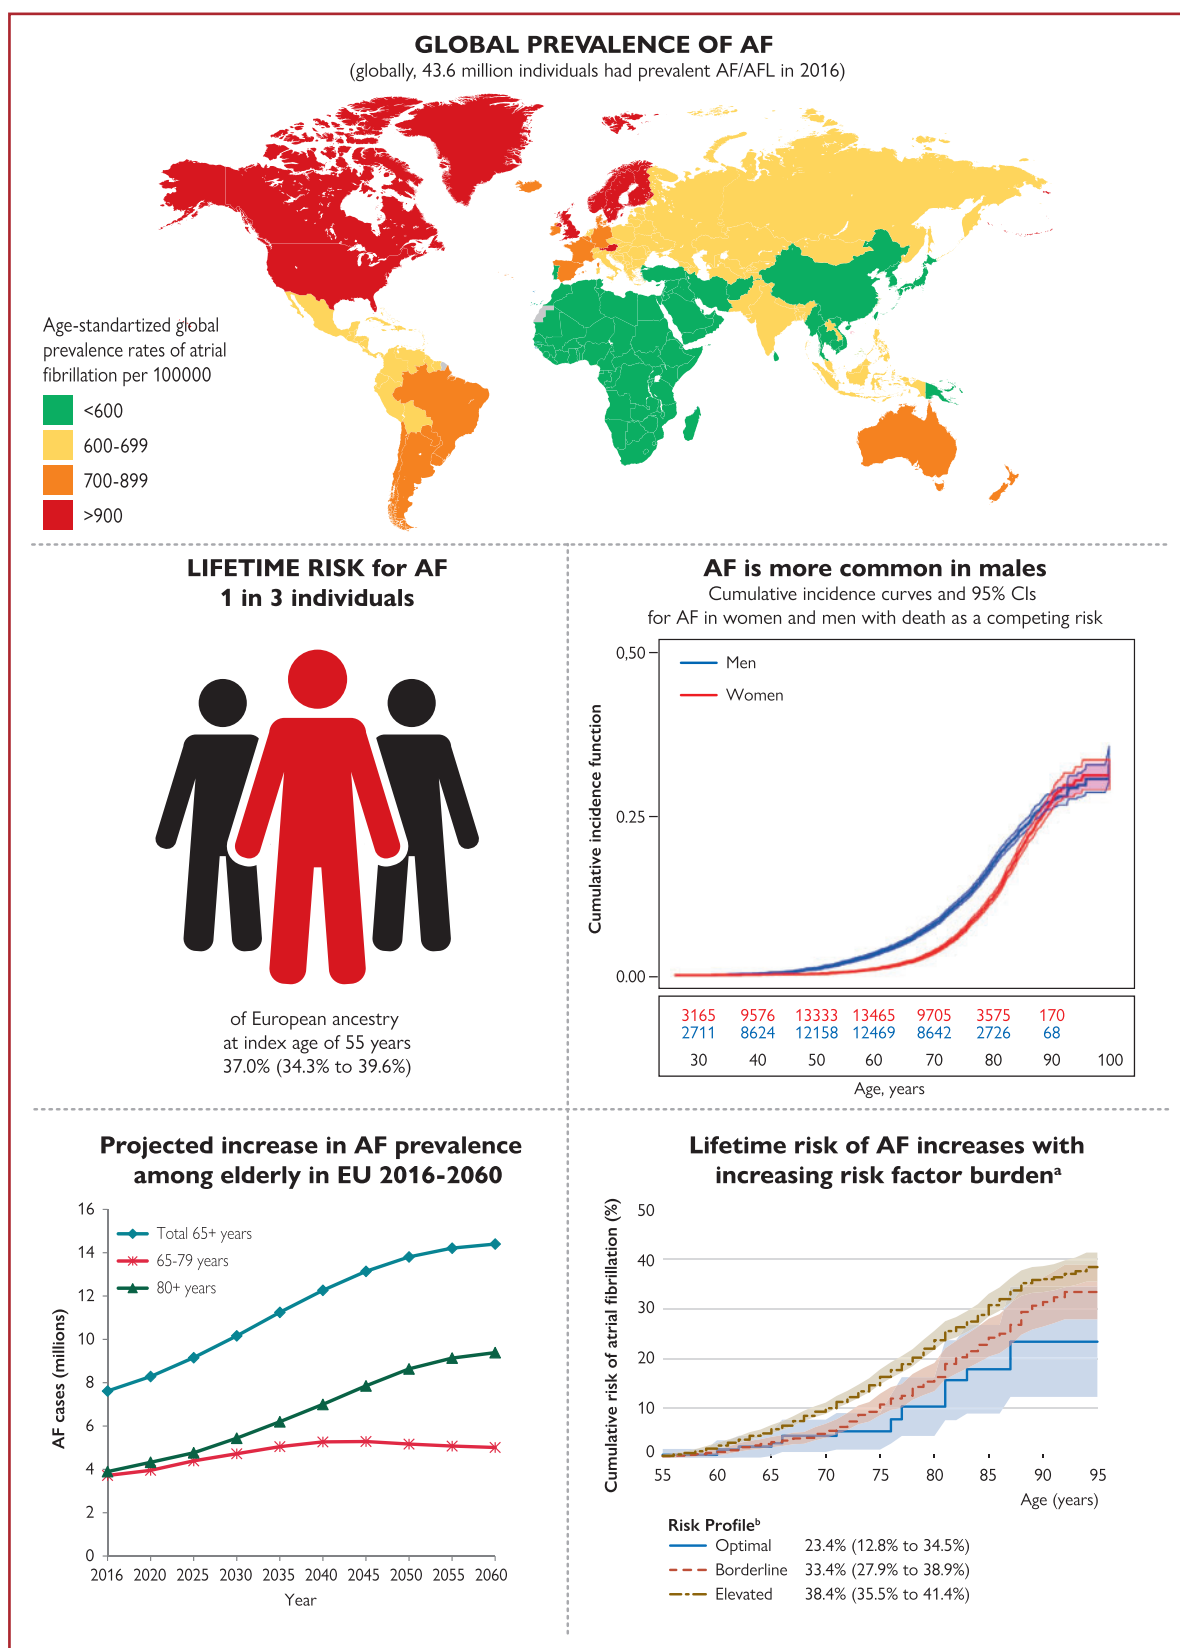 GLOBAL PREVALENCE OF AF
(globally, 43.6 million individuals had prevalent AF/AFL in 2016)
Age-standartized global
prevalence rates of atrial
fibrillation per 100000
<600
600-699
700-899
>900
LIFETIME RISK for AF
1 in 3 individuals
of European ancestry
at index age of 55 years
37.0% (34.3% to 39.6%)
AF is more common in males
Cumulative incidence curves and 95% CIs
for AF in women and men with death as a competing risk
Cumulative incidence function
0,50
0.25
0.00
Men
Women
3165 9576 13333 13465 9705 3575 170
2711 8624 12158 12469 8642 2726 68
30 40 50 60 70 80 90 100
Age, years
Projected increase in AF prevalence
among elderly in EU 2016-2060
AF cases (millions)
16
14
12
10
8
6
4
2
0
Total 65+ years
65-79 years
80+ years
2016 2020 2025 2030 2035 2040 2045 2050 2055 2060
Year
Lifetime risk of AF increases with
increasing risk factor burdenᵃ
Cumulative risk of atrial fibrillation (%)
50
40
30
20
10
0
55 60 65 70 75 80 85 90 95
Age (years)
Risk Profileᵇ
Optimal 23.4% (12.8% to 34.5%)
Borderline 33.4% (27.9% to 38.9%)
Elevated 38.4% (35.5% to 41.4%)